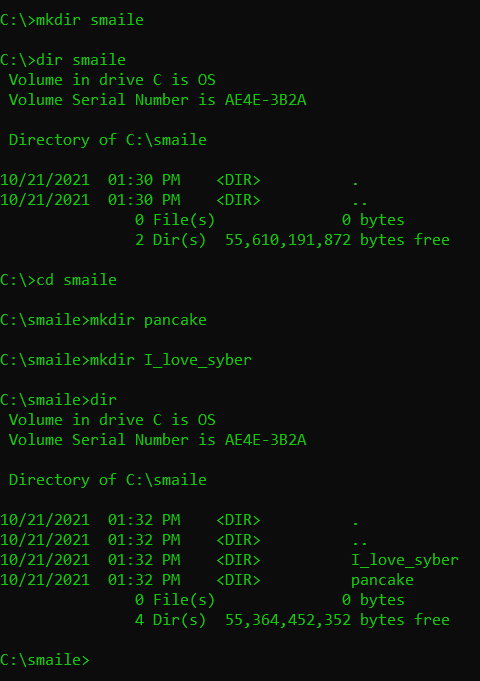 C:\>mkdir smaile
C:\>dir smaile
 Volume in drive C is OS
 Volume Serial Number is AE4E-3B2A
 Directory of C:\smaile
10/21/2021  01:30 PM    <DIR>          .
10/21/2021  01:30 PM    <DIR>          ..
               0 File(s)              0 bytes
               2 Dir(s)  55,610,191,872 bytes free
C:\>cd smaile
C:\smaile>mkdir pancake
C:\smaile>mkdir I_love_syber
C:\smaile>dir
 Volume in drive C is OS
 Volume Serial Number is AE4E-3B2A
 Directory of C:\smaile
10/21/2021  01:32 PM    <DIR>          .
10/21/2021  01:32 PM    <DIR>          ..
10/21/2021  01:32 PM    <DIR>          I_love_syber
10/21/2021  01:32 PM    <DIR>          pancake
               0 File(s)              0 bytes
               4 Dir(s)  55,364,452,352 bytes free
C:\smaile>